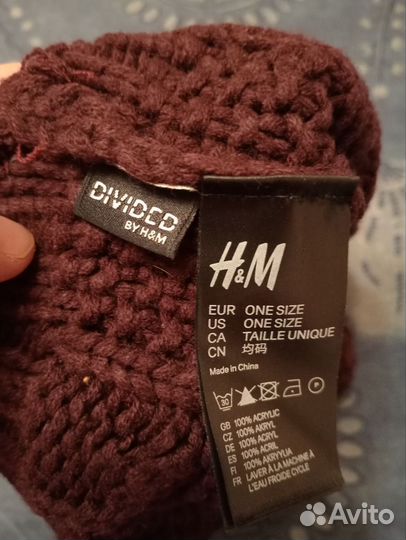 DIVIDED
BY H&M
H&M
EUR ONE SIZE
US ONE SIZE
CA TAILLE UNIQUE
CN 均码
Made in China
30
P
GB 100% ACRYLIC
CZ 100% AKRYL
DE 100% ACRYL
ES 100% ACRIL
FI 100% AKRYYLIA
FR LAVER À LA MACHINE À
L'EAU FROIDE CYCLE
Avito